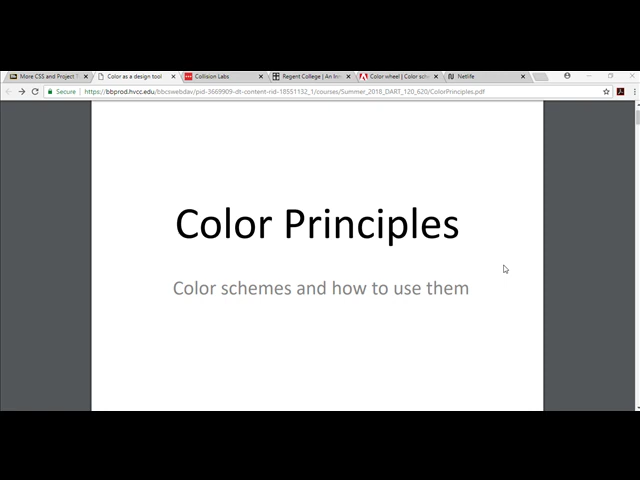 More CSS and Project T
Color as a design tool
Collision Labs
Regent College | An Inn
Color wheel | Color sche
Netlife
Secure
https://bbprod.hvcc.edu/bbcswebdav/pid-3669909-dt-content-rid-18551132_1/courses/Summer_2018_DART_120_620/ColorPrinciples.pdf
Color Principles
Color schemes and how to use them